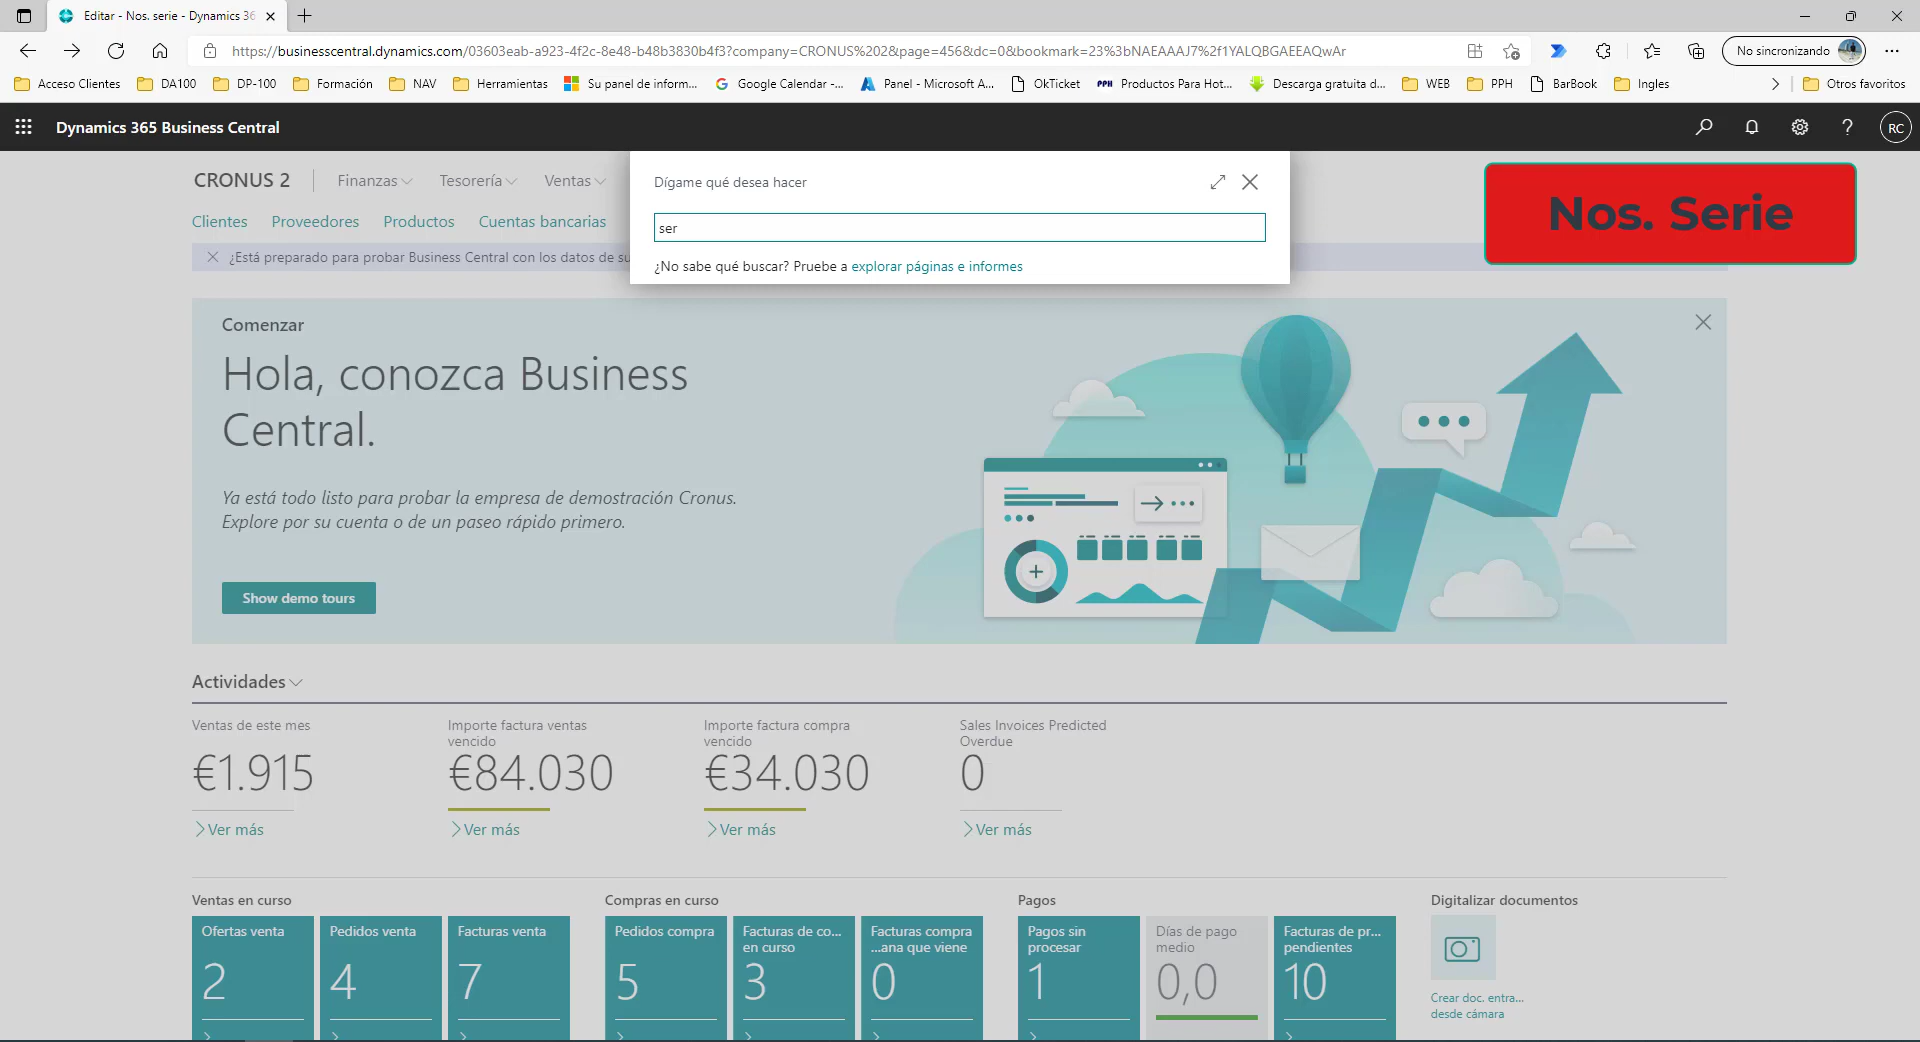 Editar - Nos. serie - Dynamics 36
https://businesscentral.dynamics.com/03603eab-a923-4f2c-8e48-b48b3830b4f3?company=CRONUS%202&page=456&dc=0&bookmark=23%3bNAEAAAJ7%2f1YALQBGAEEAQwAr
No sincronizando
Acceso Clientes
DA100
DP-100
Formación
NAV
Herramientas
Su panel de inform...
Google Calendar -...
Panel - Microsoft A...
OkTicket
PPH Productos Para Hot...
Descarga gratuita d...
WEB
PPH
BarBook
Ingles
Otros favoritos
Dynamics 365 Business Central
RC
CRONUS 2
Finanzas
Tesorería
Ventas
Dígame qué desea hacer
ser
¿No sabe qué buscar? Pruebe a explorar páginas e informes
Nos. Serie
Clientes
Proveedores
Productos
Cuentas bancarias
¿Está preparado para probar Business Central con los datos de su
Comenzar
Hola, conozca Business
Central.
Ya está todo listo para probar la empresa de demostración Cronus.
Explore por su cuenta o de un paseo rápido primero.
Show demo tours
Actividades
Ventas de este mes
€1.915
Ver más
Importe factura ventas
vencido
€84.030
Ver más
Importe factura compra
vencido
€34.030
Ver más
Sales Invoices Predicted
Overdue
0
Ver más
Ventas en curso
Ofertas venta
2
Pedidos venta
4
Facturas venta
7
Compras en curso
Pedidos compra
5
Facturas de co...
en curso
3
Facturas compra
...ana que viene
0
Pagos
Pagos sin
procesar
1
Días de pago
medio
0,0
Facturas de pr...
pendientes
10
Digitalizar documentos
Crear doc. entra...
desde cámara